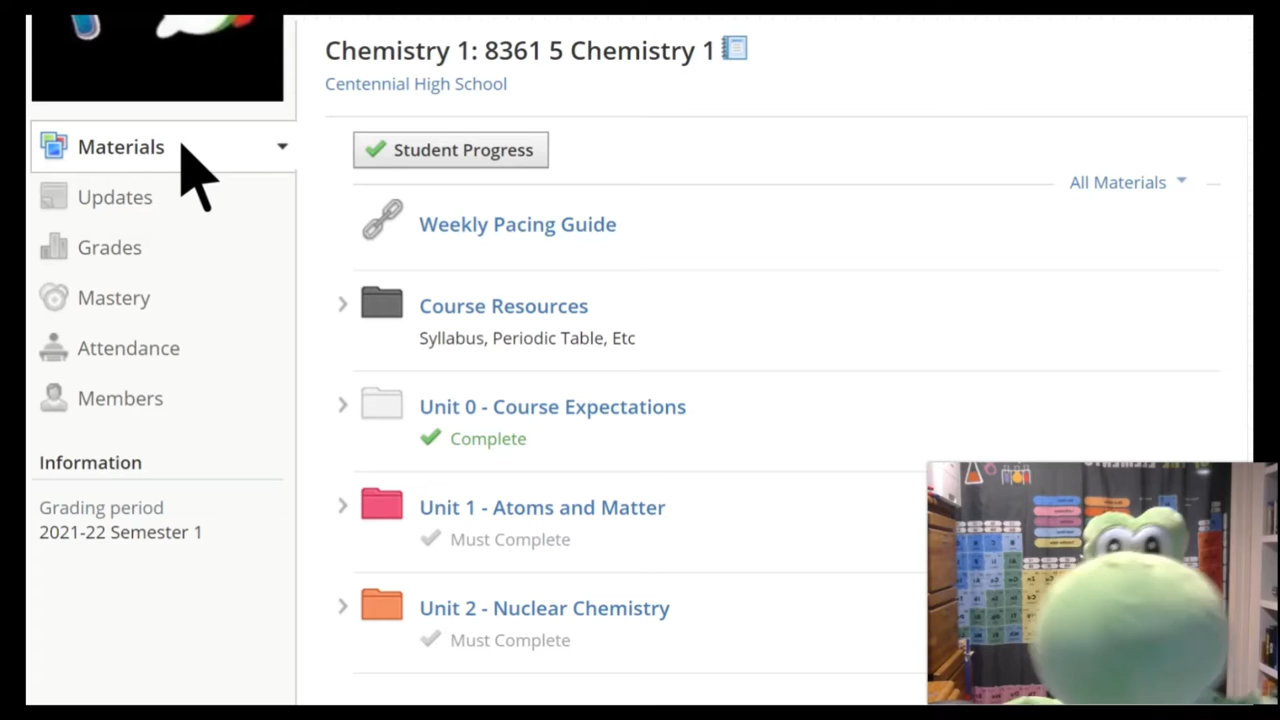 Chemistry 1: 8361 5 Chemistry 1
Centennial High School
Materials
Updates
Grades
Mastery
Attendance
Members
Information
Grading period
2021-22 Semester 1
Student Progress
All Materials
Weekly Pacing Guide
Course Resources
Syllabus, Periodic Table, Etc
Unit 0 - Course Expectations
Complete
Unit 1 - Atoms and Matter
Must Complete
Unit 2 - Nuclear Chemistry
Must Complete